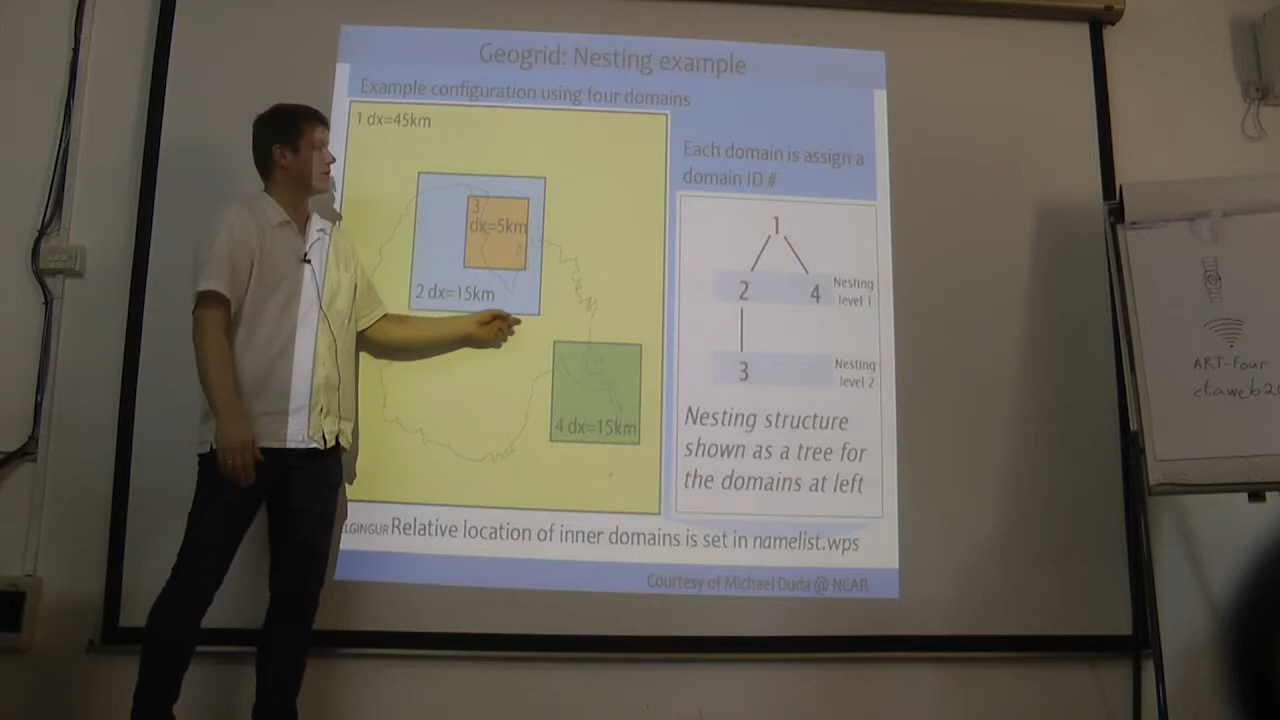 Geogrid: Nesting example
Example configuration using four domains
1 dx=45km
3
dx=5km
2 dx=15km
4 dx=15km
Each domain is assign a
domain ID #
1
2 4 Nesting
level 1
3 Nesting
level 2
Nesting structure
shown as a tree for
the domains at left
Relative location of inner domains is set in namelist.wps
Courtesy of Michael Duda @ NCAR
ART-Four